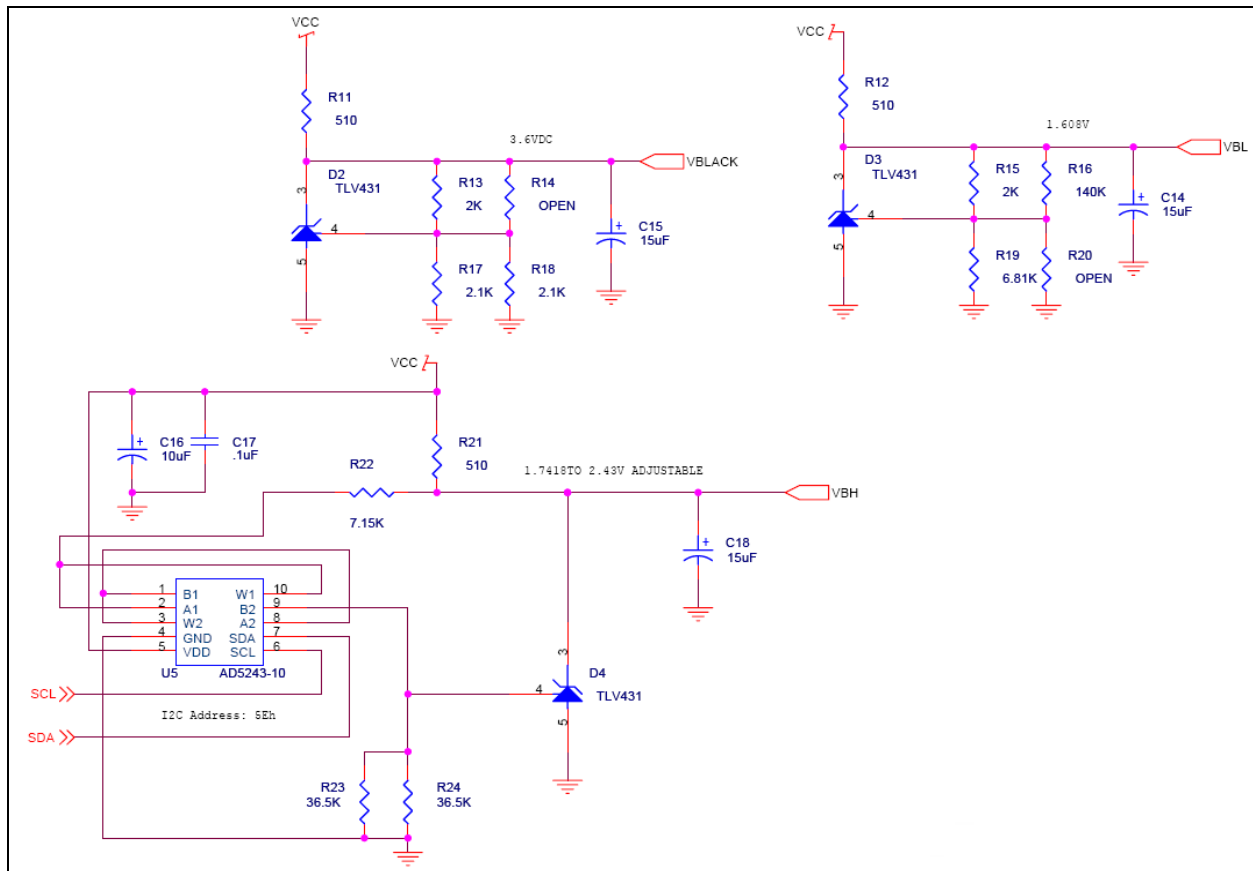 VCC
R11
510
3.6VDC
VBLACK
D2
TLV431
3
4
5
R13
2K
R14
OPEN
C15
15uF
+
R17
2.1K
R18
2.1K
VCC
R12
510
1.608V
VBL
D3
TLV431
3
4
5
R15
2K
R16
140K
C14
15uF
+
R19
6.81K
R20
OPEN
VCC
C16
10uF
+
C17
.1uF
R21
510
R22
7.15K
1.7418TO 2.43V ADJUSTABLE
VBH
C18
15uF
+
1 B1 W1 10
2 A1 B2 9
3 W2 A2 8
4 GND SDA 7
5 VDD SCL 6
U5 AD5243-10
SCL
I2C Address: 5Eh
SDA
3
D4
4
TLV431
5
R23
36.5K
R24
36.5K